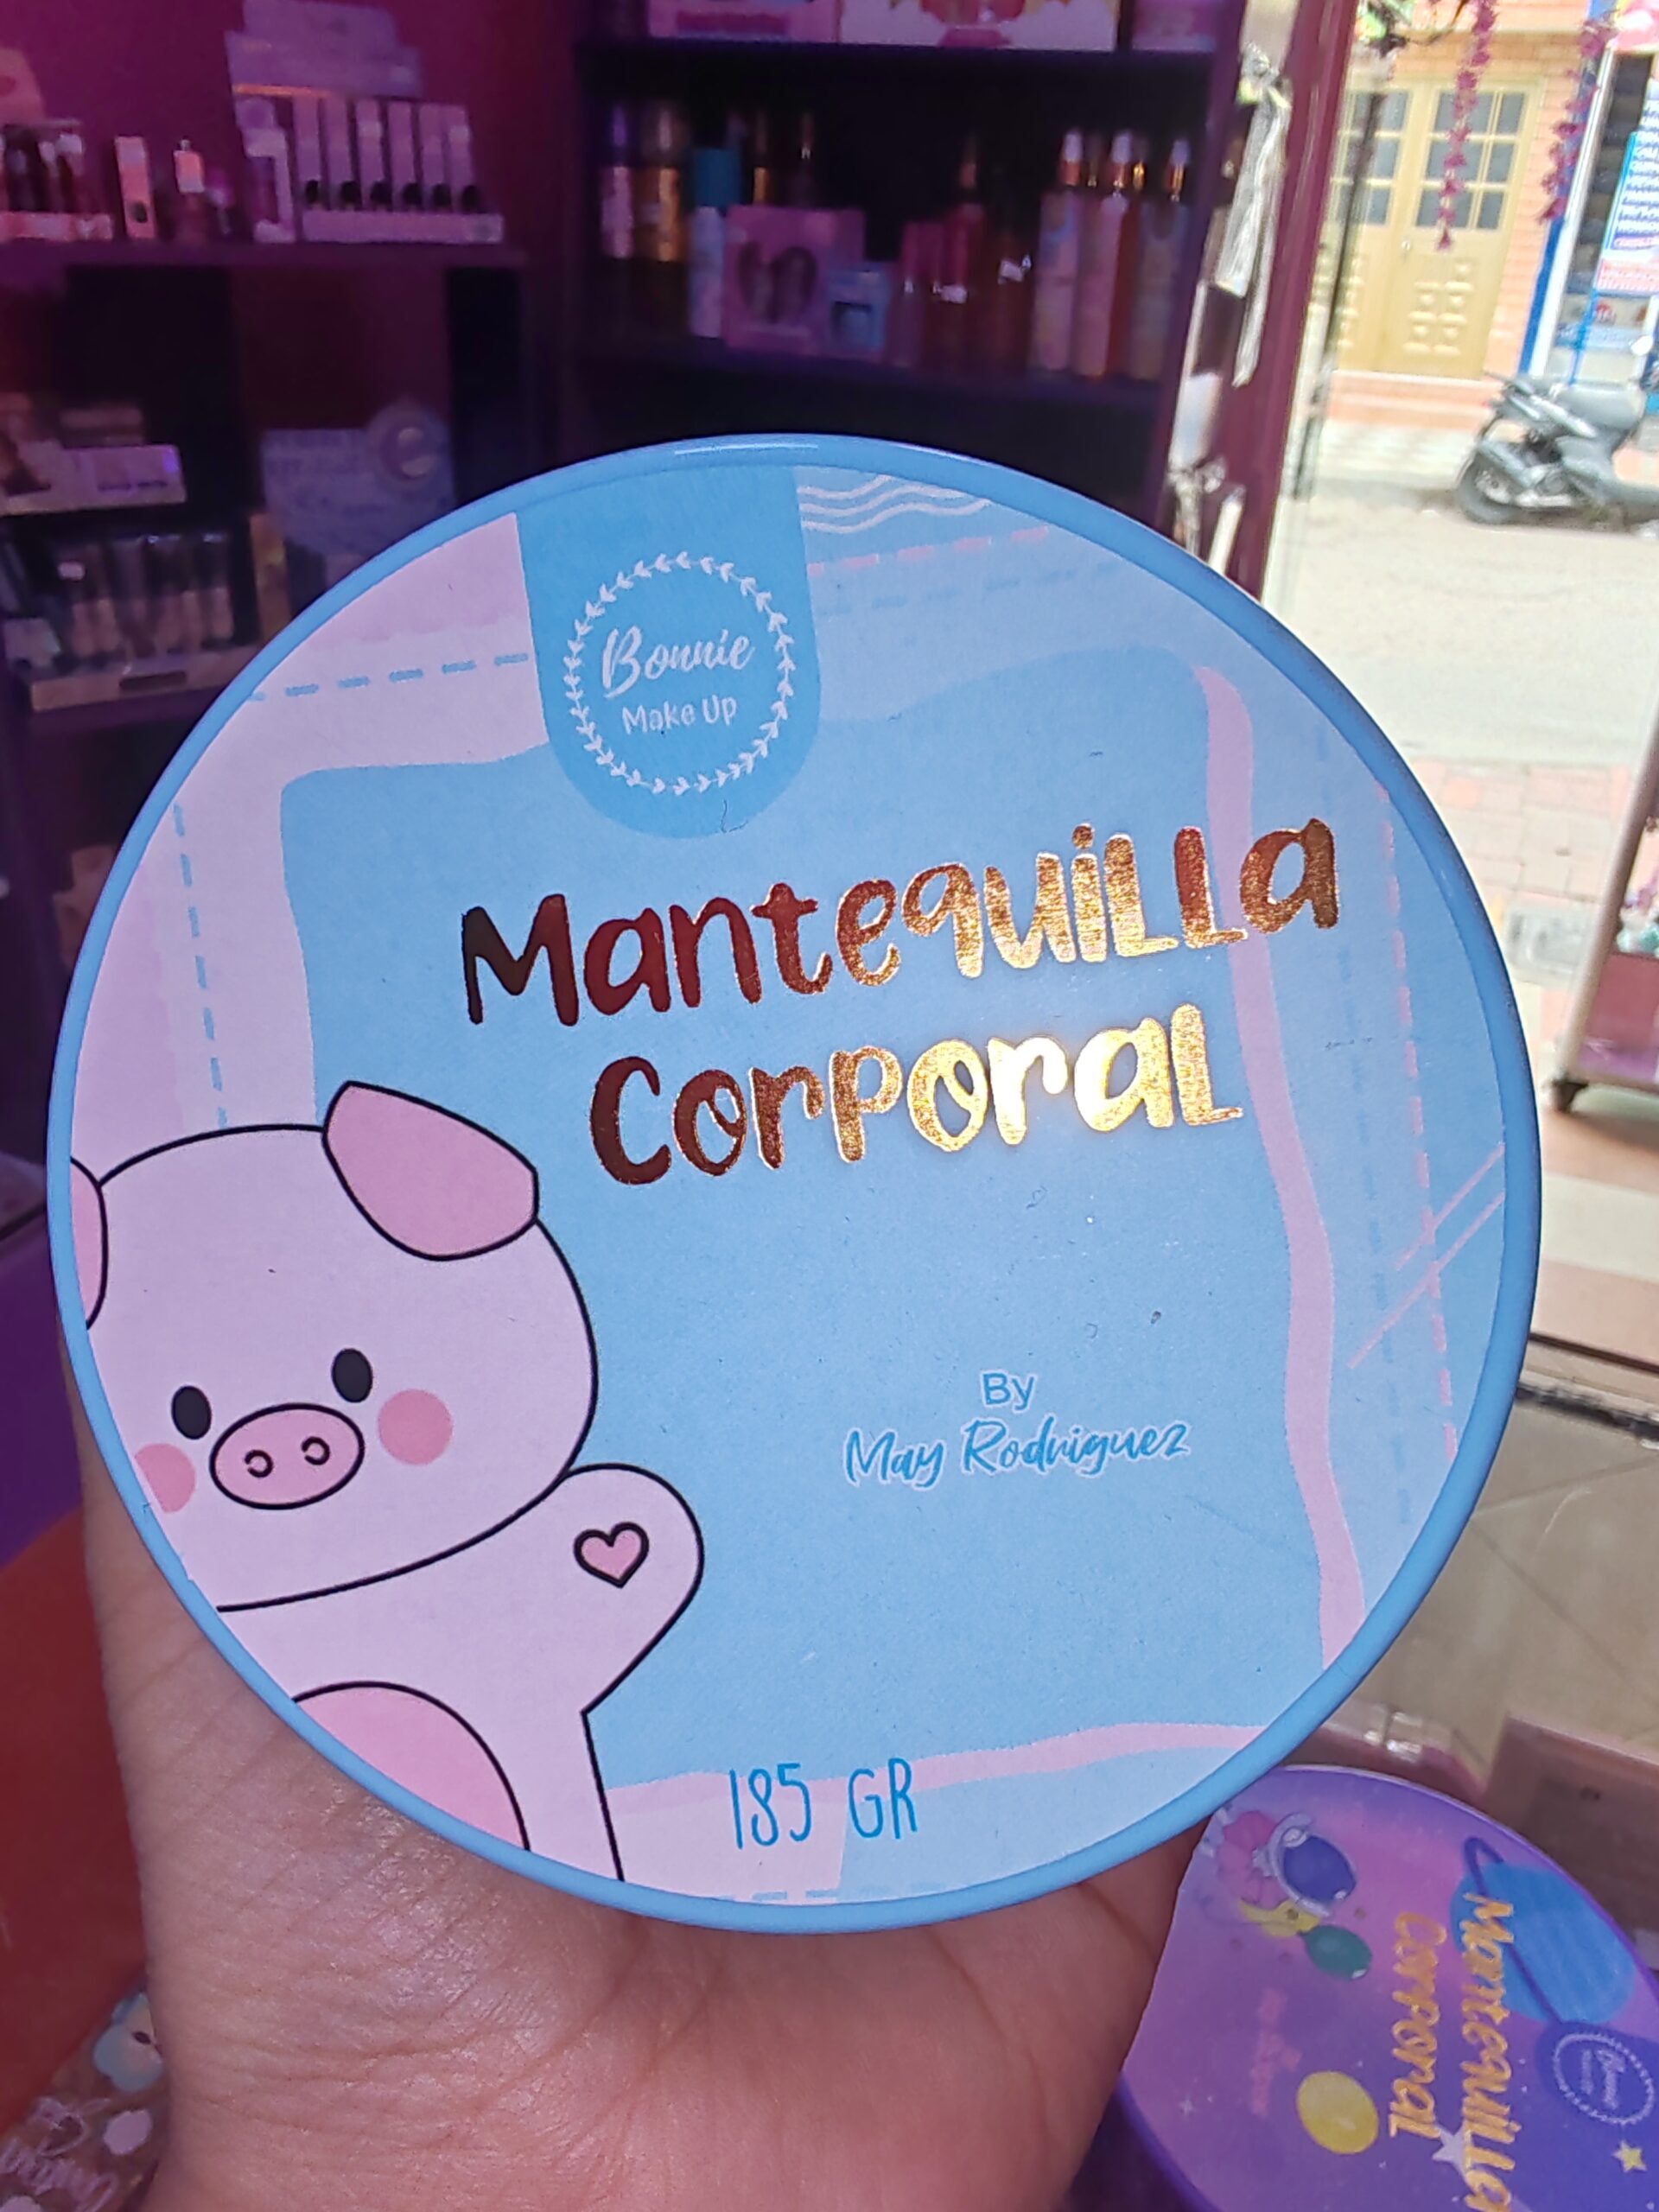 Bonnie
Make Up
Mantequilla
Corporal
By
May Rodriguez
185 GR
Mantequilla
Corporal